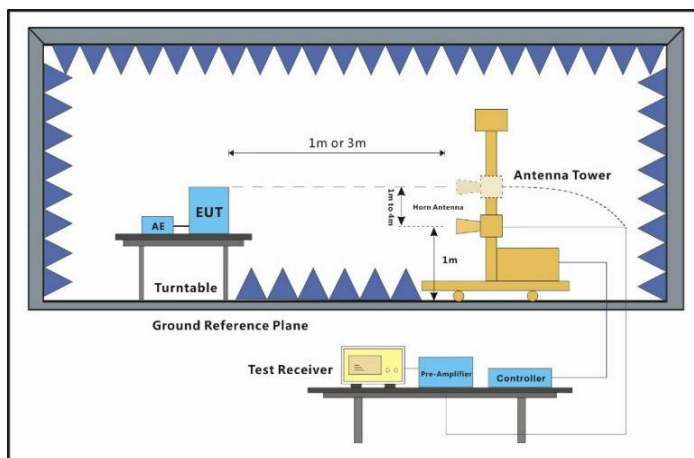 1m or 3m
Antenna Tower
1m to 4m
Horn Antenna
EUT
AE
1m
Turntable
Ground Reference Plane
Test Receiver
Pre-Amplifier
Controller